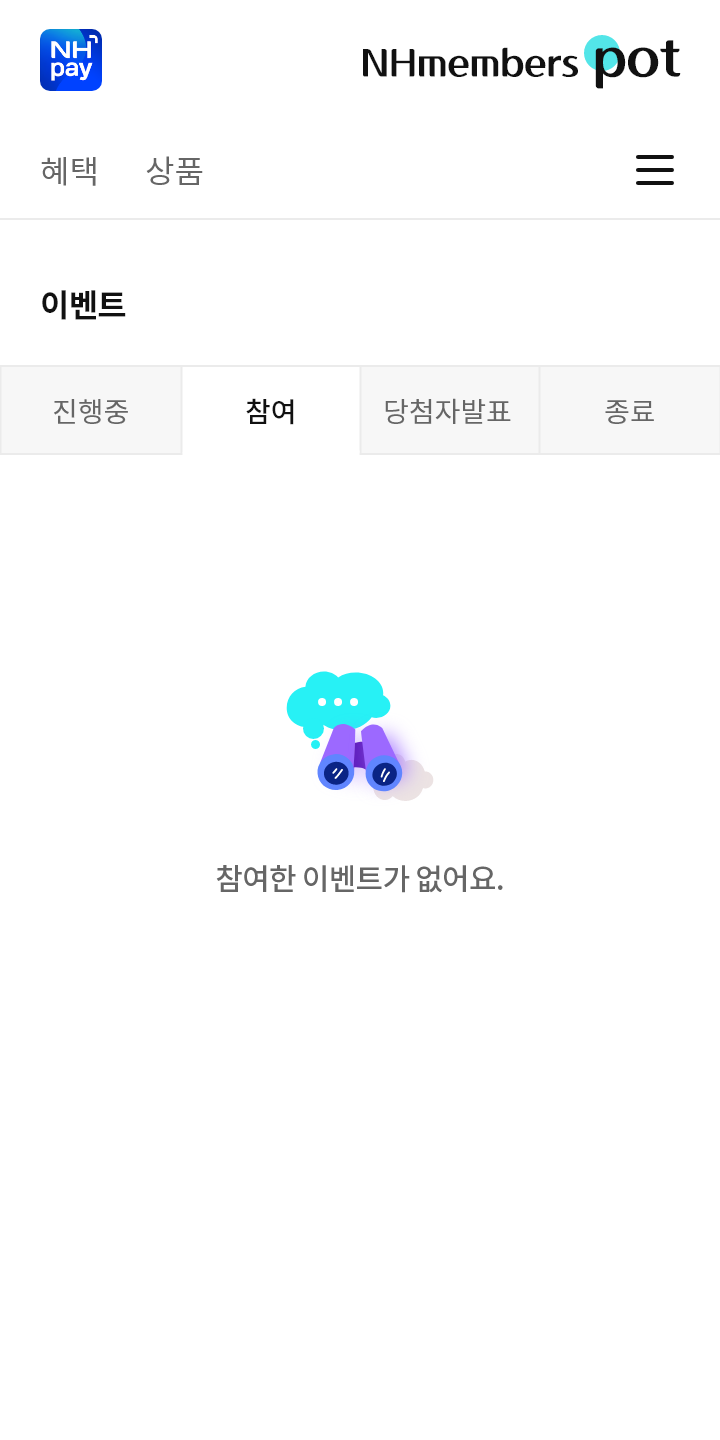 NH pay
NHmembers pot
혜택 상품
이벤트
진행중 참여 당첨자발표 종료
참여한 이벤트가 없어요.